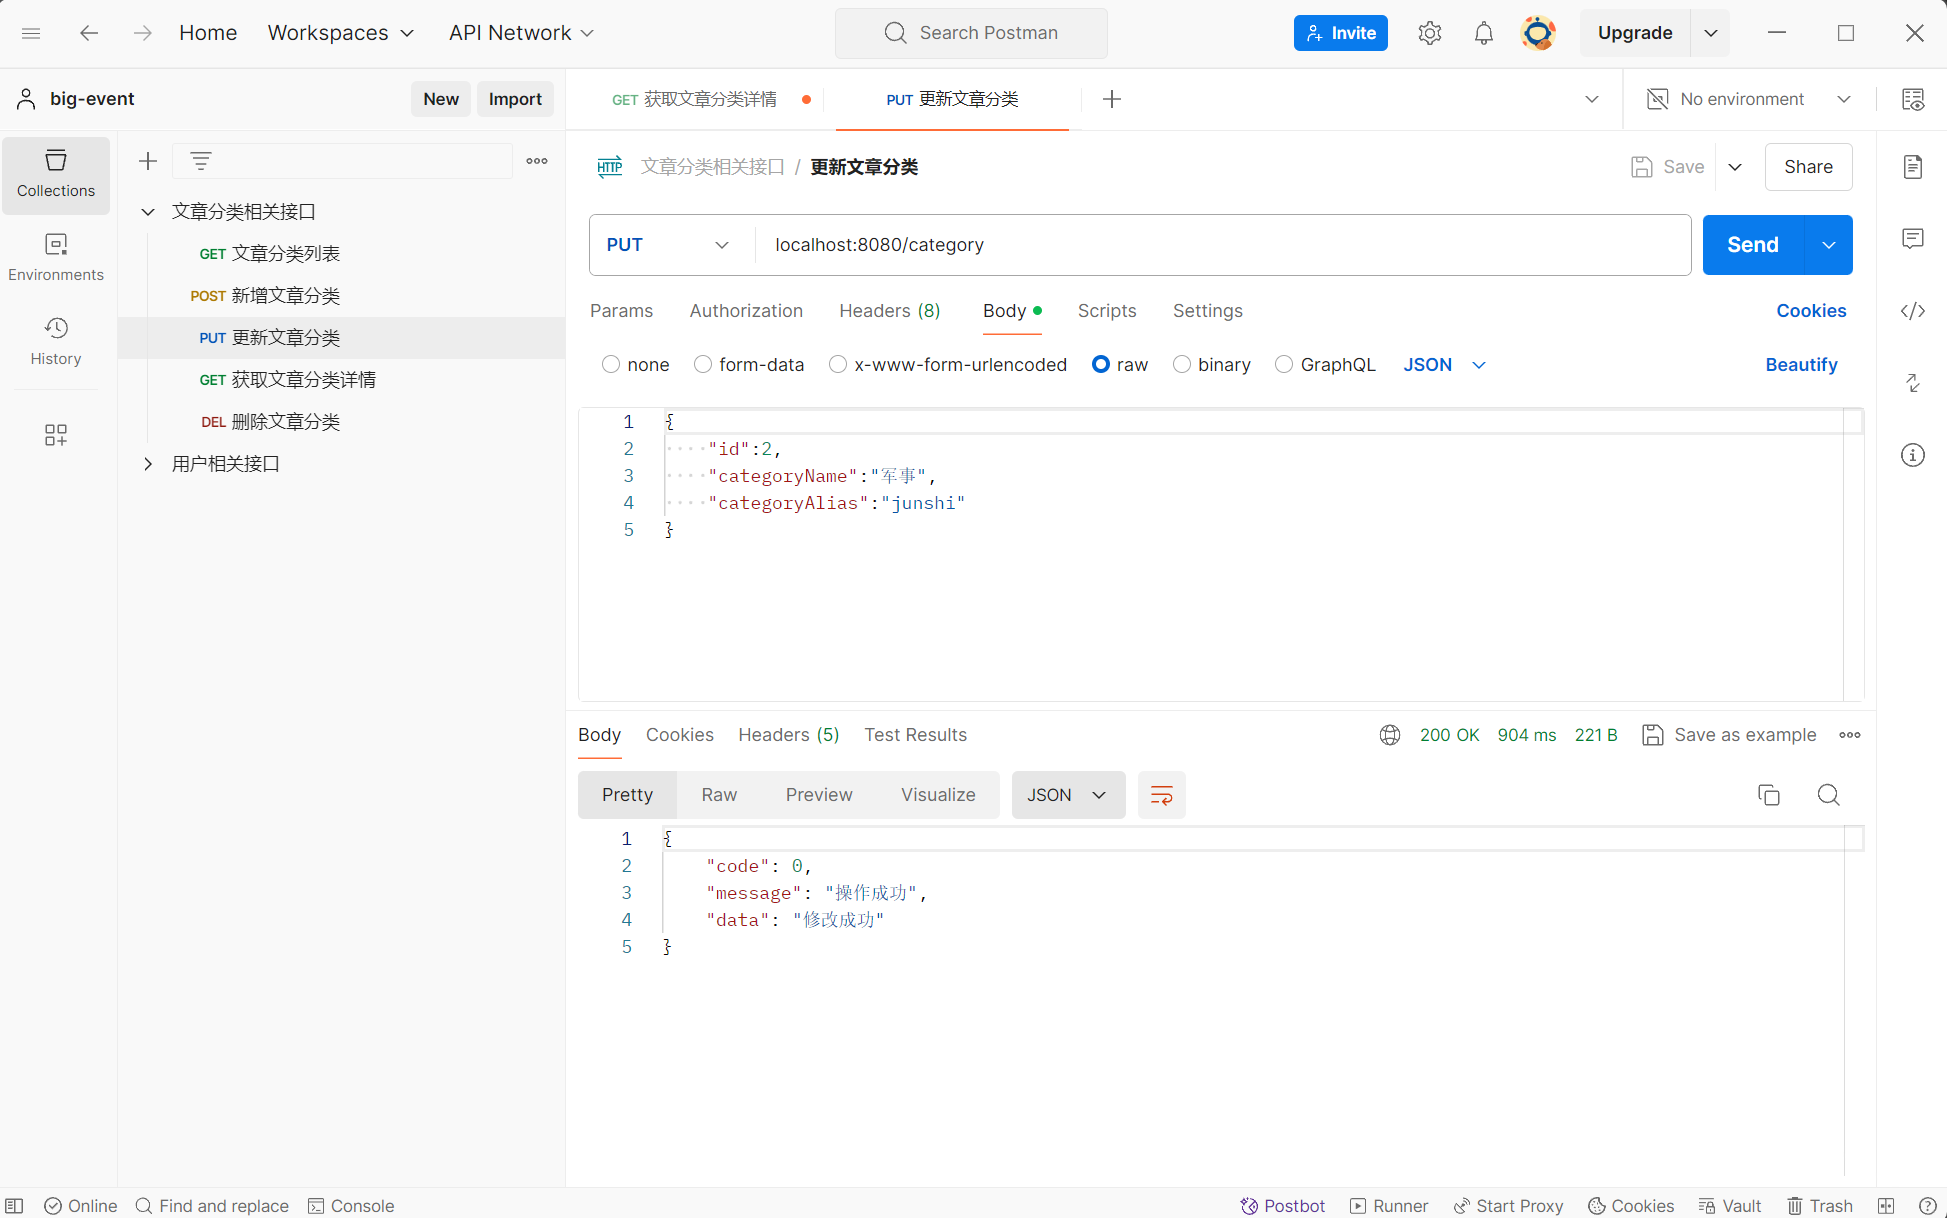 Home Workspaces API Network Search Postman Invite Upgrade
big-event New Import GET 获取文章分类详情 PUT 更新文章分类 No environment
Collections
Environments
History
文章分类相关接口
GET 文章分类列表
POST 新增文章分类
PUT 更新文章分类
GET 获取文章分类详情
DEL 删除文章分类
用户相关接口
HTTP 文章分类相关接口 / 更新文章分类 Save Share
PUT localhost:8080/category Send
Params Authorization Headers (8) Body Scripts Settings Cookies
none form-data x-www-form-urlencoded raw binary GraphQL JSON Beautify
1 {
2 "id":2,
3 "categoryName":"军事",
4 "categoryAlias":"junshi"
5 }
Body Cookies Headers (5) Test Results 200 OK 904 ms 221 B Save as example
Pretty Raw Preview Visualize JSON
1 {
2 "code": 0,
3 "message": "操作成功",
4 "data": "修改成功"
5 }
Online Find and replace Console Postbot Runner Start Proxy Cookies Vault Trash